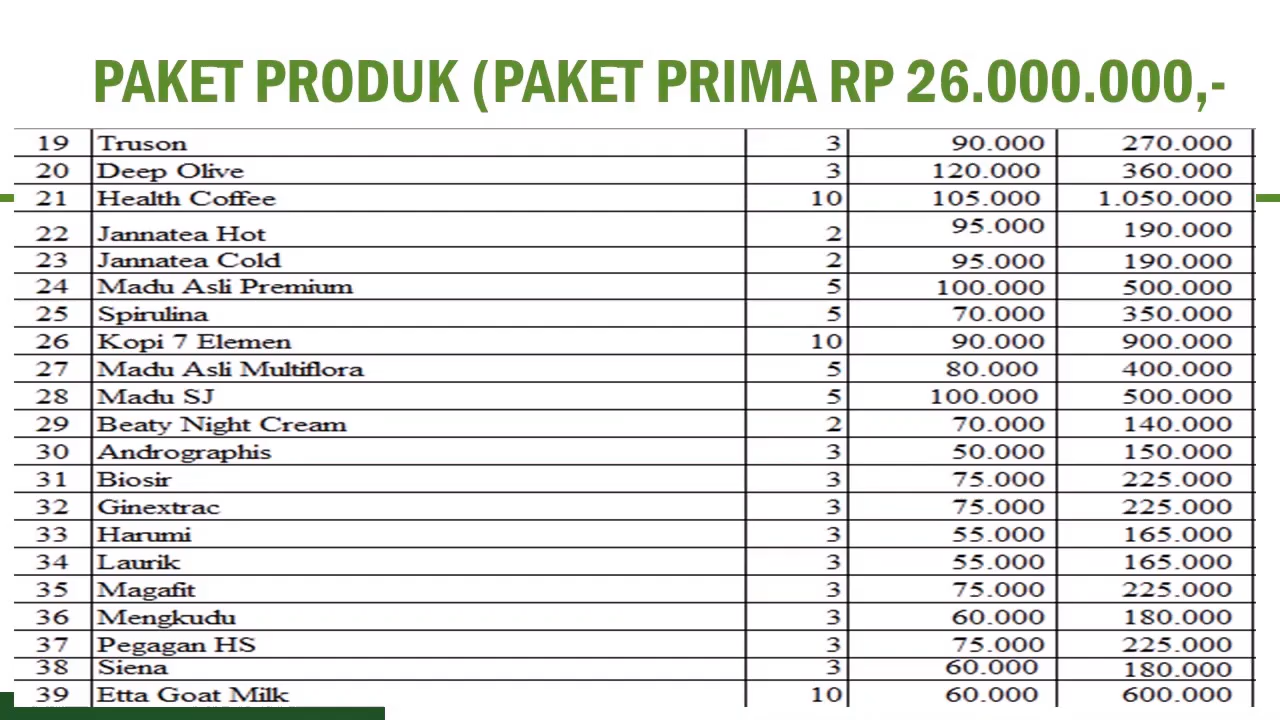 PAKET PRODUK (PAKET PRIMA RP 26.000.000,-
19 Truson 3 90.000 270.000
20 Deep Olive 3 120.000 360.000
21 Health Coffee 10 105.000 1.050.000
22 Jannatea Hot 2 95.000 190.000
23 Jannatea Cold 2 95.000 190.000
24 Madu Asli Premium 5 100.000 500.000
25 Spirulina 5 70.000 350.000
26 Kopi 7 Elemen 10 90.000 900.000
27 Madu Asli Multiflora 5 80.000 400.000
28 Madu SJ 5 100.000 500.000
29 Beaty Night Cream 2 70.000 140.000
30 Andrographis 3 50.000 150.000
31 Biosir 3 75.000 225.000
32 Ginextrac 3 75.000 225.000
33 Harumi 3 55.000 165.000
34 Laurik 3 55.000 165.000
35 Magafit 3 75.000 225.000
36 Mengkudu 3 60.000 180.000
37 Pegagan HS 3 75.000 225.000
38 Siena 3 60.000 180.000
39 Etta Goat Milk 10 60.000 600.000